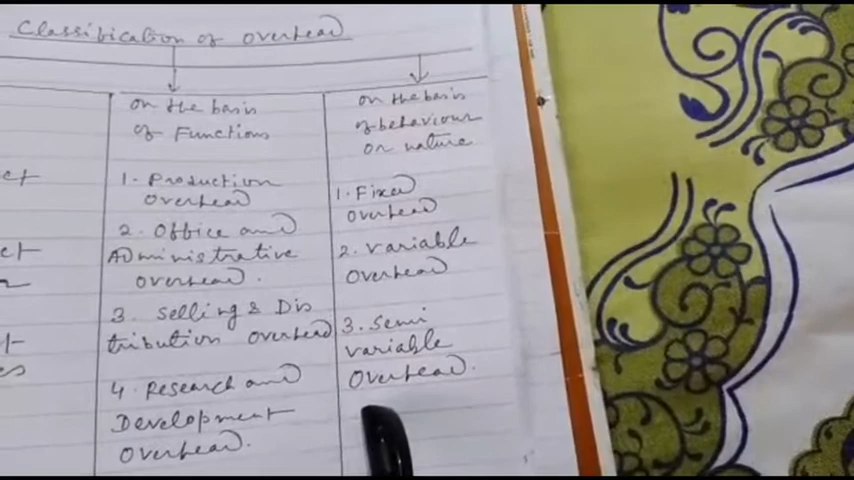 Classification of overhead
on the basis
of Functions
1. Production
overhead
2. Office and
Administrative
overhead.
3. Selling & Dis
tribution overhead
4. Research and
Development
overhead.
on the basis
of behaviour
or nature
1. Fixed
overhead
2. variable
overhead
3. Semi
variable
overhead.